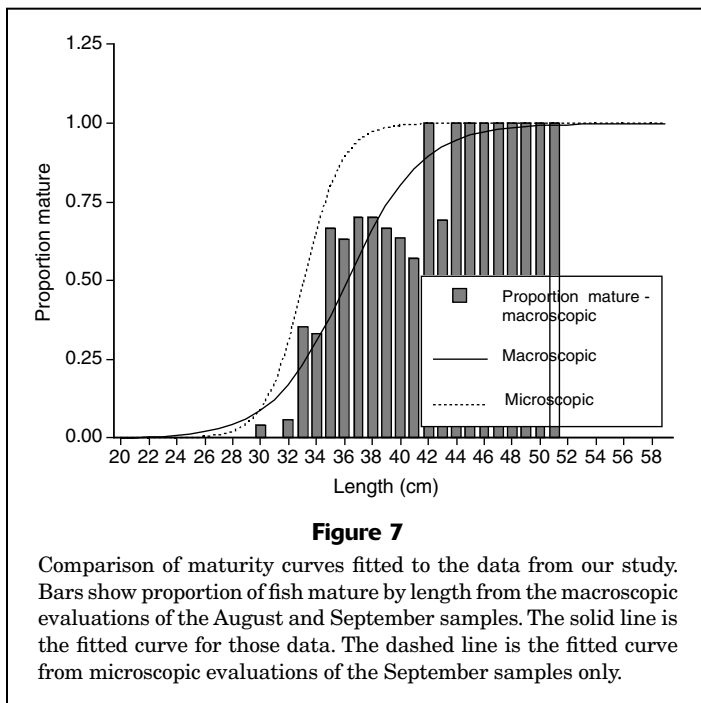 1.25
1.00
0.75
0.50
0.25
0.00
Proportion mature
20 22 24 26 28 30 32 34 36 38 40 42 44 46 48 50 52 54 56 58
Length (cm)
Proportion mature -
macroscopic
Macroscopic
Microscopic
Figure 7
Comparison of maturity curves fitted to the data from our study.
Bars show proportion of fish mature by length from the macroscopic
evaluations of the August and September samples. The solid line is
the fitted curve for those data. The dashed line is the fitted curve
from microscopic evaluations of the September samples only.